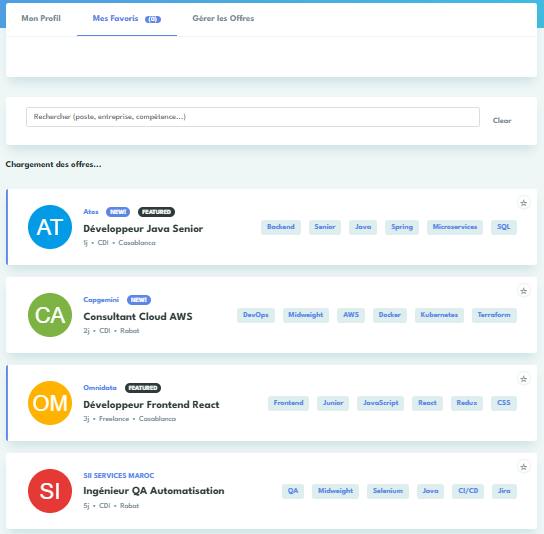 Mon Profil Mes Favoris (0) Gérer les Offres
Rechercher (poste, entreprise, compétence...) Clear
Chargement des offres...
AT Atos NEW! FEATURED
Développeur Java Senior
1j • CDI • Casablanca
Backend Senior Java Spring Microservices SQL
CA Capgemini NEW!
Consultant Cloud AWS
2j • CDI • Rabat
DevOps Midweight AWS Docker Kubernetes Terraform
OM Omnidata FEATURED
Développeur Frontend React
3j • Freelance • Casablanca
Frontend Junior JavaScript React Redux CSS
SI SII SERVICES MAROC
Ingénieur QA Automatisation
5j • CDI • Rabat
QA Midweight Selenium Java CI/CD Jira